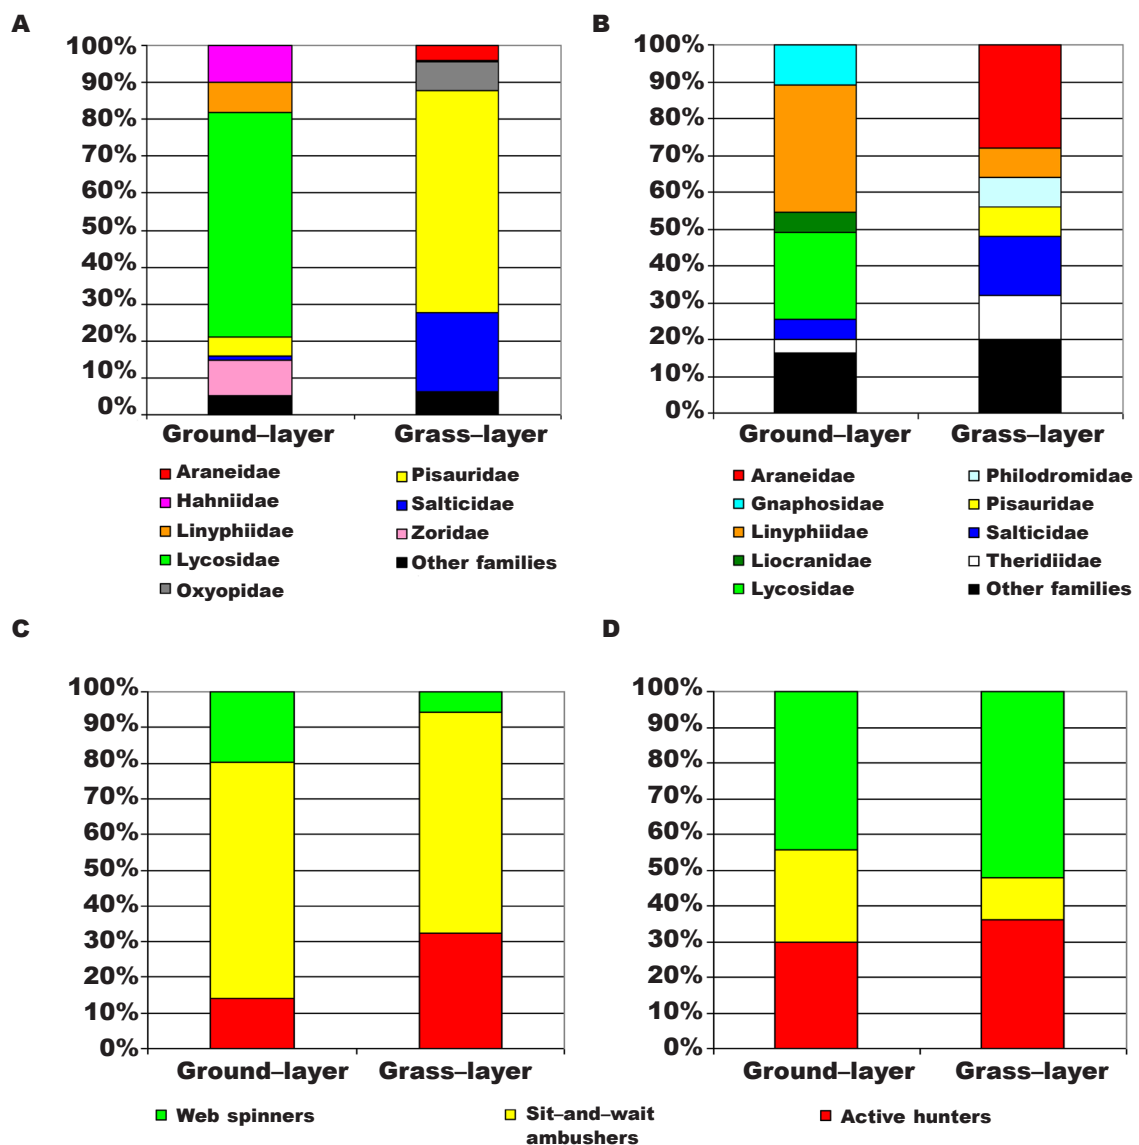 A
100%
90%
80%
70%
60%
50%
40%
30%
20%
10%
0%
Ground–layer Grass–layer
Araneidae
Hahniidae
Linyphiidae
Lycosidae
Oxyopidae
Pisauridae
Salticidae
Zoridae
Other families
B
100%
90%
80%
70%
60%
50%
40%
30%
20%
10%
0%
Ground–layer Grass–layer
Araneidae
Gnaphosidae
Linyphiidae
Liocranidae
Lycosidae
Philodromidae
Pisauridae
Salticidae
Theridiidae
Other families
C
100%
90%
80%
70%
60%
50%
40%
30%
20%
10%
0%
Ground–layer Grass–layer
D
100%
90%
80%
70%
60%
50%
40%
30%
20%
10%
0%
Ground–layer Grass–layer
Web spinners
Sit–and–wait
ambushers
Active hunters